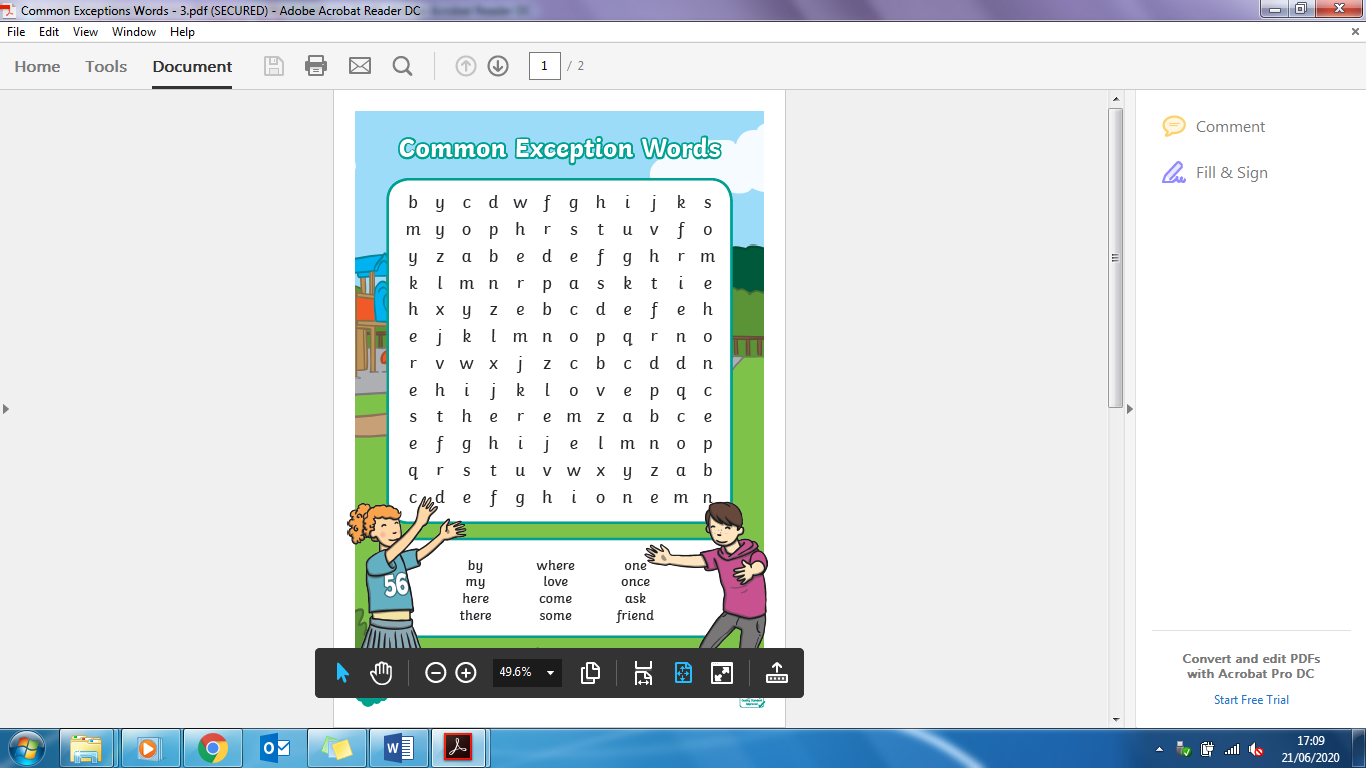 Common Exceptions Words - 3.pdf (SECURED) - Adobe Acrobat Reader DC
File Edit View Window Help
Home Tools Document 1 / 2
Comment
Fill & Sign
Common Exception Words
b y c d w f g h i j k s
m y o p h r s t u v f o
y z a b e d e f g h r m
k l m n r p a s k t i e
h x y z e b c d e f e h
e j k l m n o p q r n o
r v w x j z c b c d d n
e h i j k l o v e p q c
s t h e r e m z a b c e
e f g h i j e l m n o p
q r s t u v w x y z a b
c d e f g h i o n e m n
by where one
my love once
here come ask
there some friend
56
49.6%
Convert and edit PDFs
with Acrobat Pro DC
Start Free Trial
17:09
21/06/2020